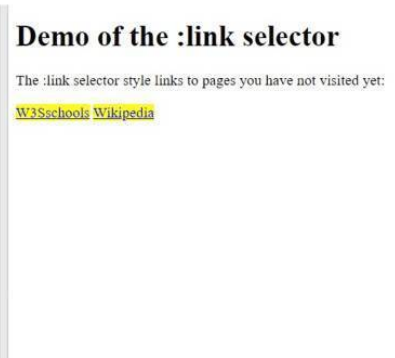 Demo of the :link selector
The :link selector style links to pages you have not visited yet:
W3Sschools Wikipedia